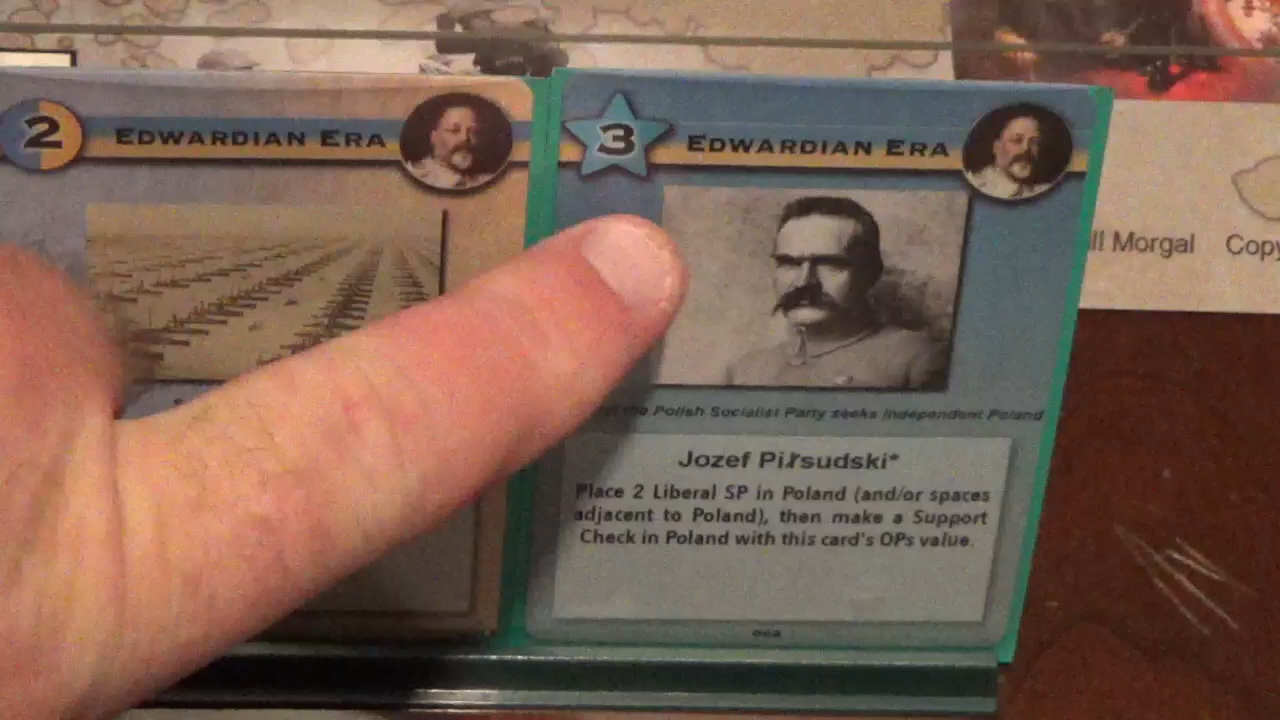 2
EDWARDIAN ERA
3
EDWARDIAN ERA
ll Morgal
Copy
the Polish Socialist Party seeks independent Poland
Jozef Piłsudski*
Place 2 Liberal SP in Poland (and/or spaces
adjacent to Poland), then make a Support
Check in Poland with this card's OPs value.